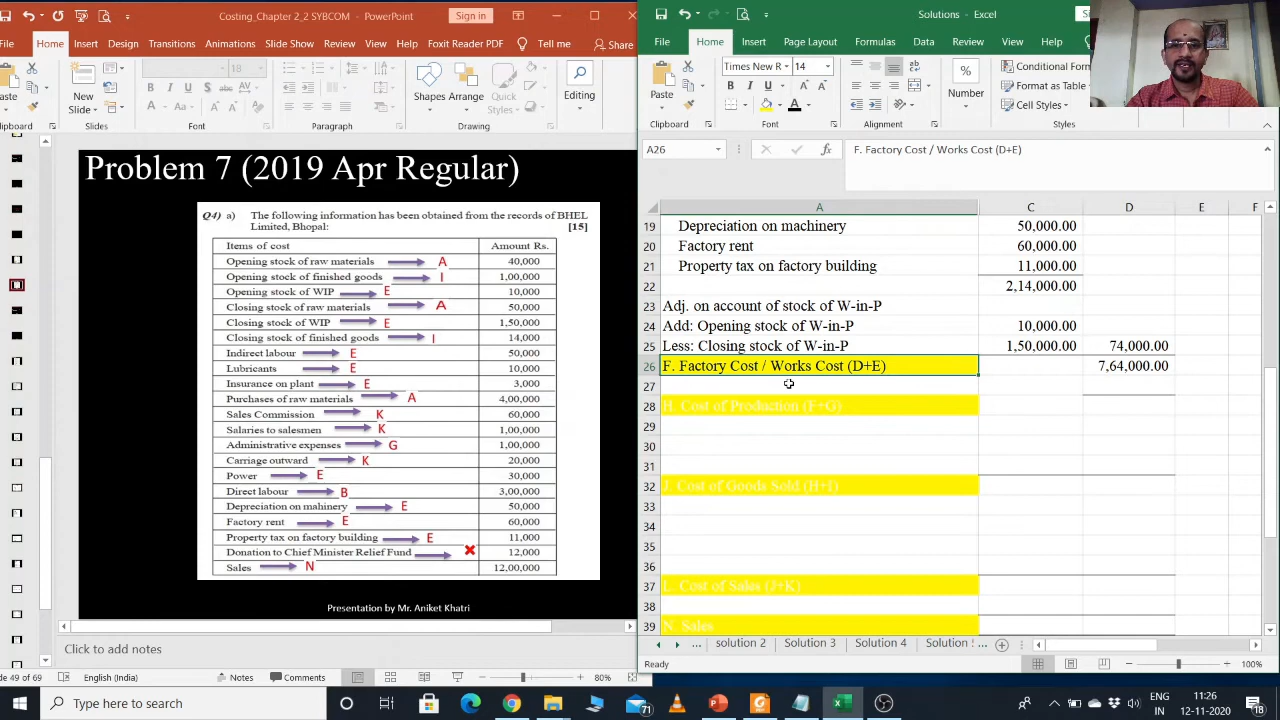 Costing_Chapter 2_2 SYBCOM - PowerPoint
Sign in
File Home Insert Design Transitions Animations Slide Show Review View Help Foxit Reader PDF Tell me Share
Paste
New
Slides
18
Shapes Arrange Quick
Styles
Editing
Clipboard Slides Font Paragraph Drawing
Problem 7 (2019 Apr Regular)
Q4) a) The following information has been obtained from the records of BHEL
Limited, Bhopal: [15]
Items of cost Amount Rs.
Opening stock of raw materials A 40,000
Opening stock of finished goods I 1,00,000
Opening stock of WIP E 10,000
Closing stock of raw materials A 50,000
Closing stock of WIP E 1,50,000
Closing stock of finished goods I 14,000
Indirect labour E 50,000
Lubricants E 10,000
Insurance on plant E 3,000
Purchases of raw materials A 4,00,000
Sales Commission K 60,000
Salaries to salesmen K 1,00,000
Administrative expenses G 1,00,000
Carriage outward K 20,000
Power E 30,000
Direct labour B 3,00,000
Depreciation on mahinery E 50,000
Factory rent E 60,000
Property tax on factory building E 11,000
Donation to Chief Minister Relief Fund 12,000
Sales N 12,00,000
Presentation by Mr. Aniket Khatri
Click to add notes
Slide 49 of 69 English (India) Notes Comments 80%
Solutions - Excel
File Home Insert Page Layout Formulas Data Review View
Paste
Times New R 14
Number
Conditional Form
Format as Table
Cell Styles
Clipboard Font Alignment Styles
A26 F. Factory Cost / Works Cost (D+E)
A C D E F
19 Depreciation on machinery 50,000.00
20 Factory rent 60,000.00
21 Property tax on factory building 11,000.00
22 2,14,000.00
23 Adj. on account of stock of W-in-P
24 Add: Opening stock of W-in-P 10,000.00
25 Less: Closing stock of W-in-P 1,50,000.00 74,000.00
26 F. Factory Cost / Works Cost (D+E) 7,64,000.00
27
28 H. Cost of Production (F+G)
29
30
31
32 J. Cost of Goods Sold (H+I)
33
34
35
36
37 L. Cost of Sales (J+K)
38
39 N. Sales
... solution 2 Solution 3 Solution 4 Solution ...
Ready 100%
Type here to search
71
ENG
IN
11:26
12-11-2020
18